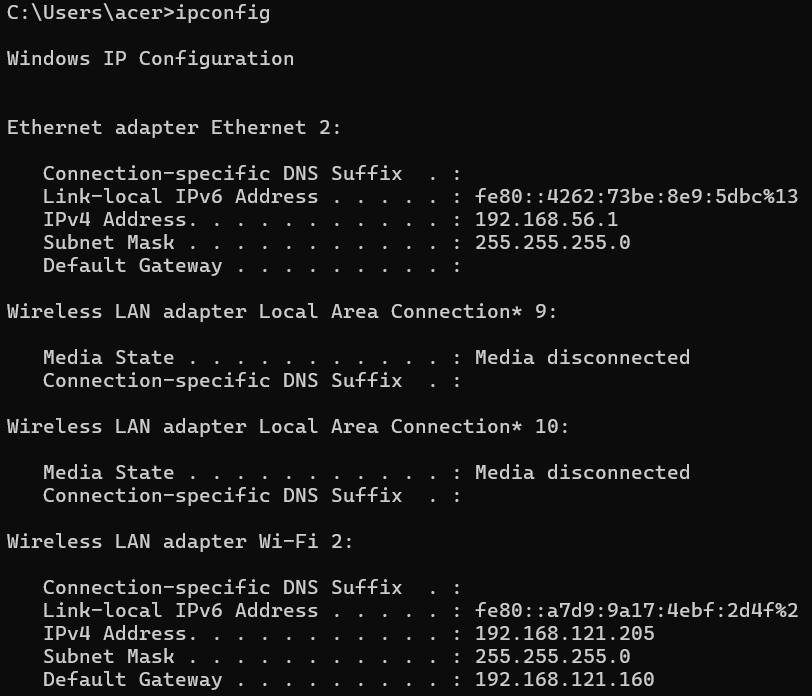 C:\Users\acer>ipconfig
Windows IP Configuration
Ethernet adapter Ethernet 2:
Connection-specific DNS Suffix  . :
Link-local IPv6 Address . . . . . : fe80::4262:73be:8e9:5dbc%13
IPv4 Address. . . . . . . . . . . : 192.168.56.1
Subnet Mask . . . . . . . . . . . : 255.255.255.0
Default Gateway . . . . . . . . . :
Wireless LAN adapter Local Area Connection* 9:
Media State . . . . . . . . . . . : Media disconnected
Connection-specific DNS Suffix  . :
Wireless LAN adapter Local Area Connection* 10:
Media State . . . . . . . . . . . : Media disconnected
Connection-specific DNS Suffix  . :
Wireless LAN adapter Wi-Fi 2:
Connection-specific DNS Suffix  . :
Link-local IPv6 Address . . . . . : fe80::a7d9:9a17:4ebf:2d4f%2
IPv4 Address. . . . . . . . . . . : 192.168.121.205
Subnet Mask . . . . . . . . . . . : 255.255.255.0
Default Gateway . . . . . . . . . : 192.168.121.160